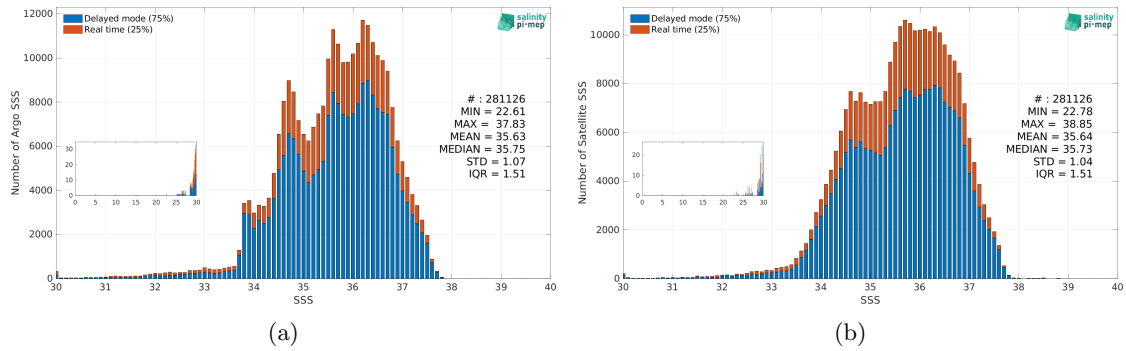 Delayed mode (75%)
Real time (25%)
salinity
pi-mep
12000
10000
8000
6000
4000
2000
0
Number of Argo SSS
# : 281126
MIN = 22.61
MAX = 37.83
MEAN = 35.63
MEDIAN = 35.75
STD = 1.07
IQR = 1.51
30
20
10
0
0 5 10 15 20 25 30
30 31 32 33 34 35 36 37 38 39 40
SSS
(a)
Delayed mode (75%)
Real time (25%)
salinity
pi-mep
10000
8000
6000
4000
2000
0
Number of Satellite SSS
# : 281126
MIN = 22.78
MAX = 38.85
MEAN = 35.64
MEDIAN = 35.73
STD = 1.04
IQR = 1.51
20
10
0
0 5 10 15 20 25 30
30 31 32 33 34 35 36 37 38 39 40
SSS
(b)